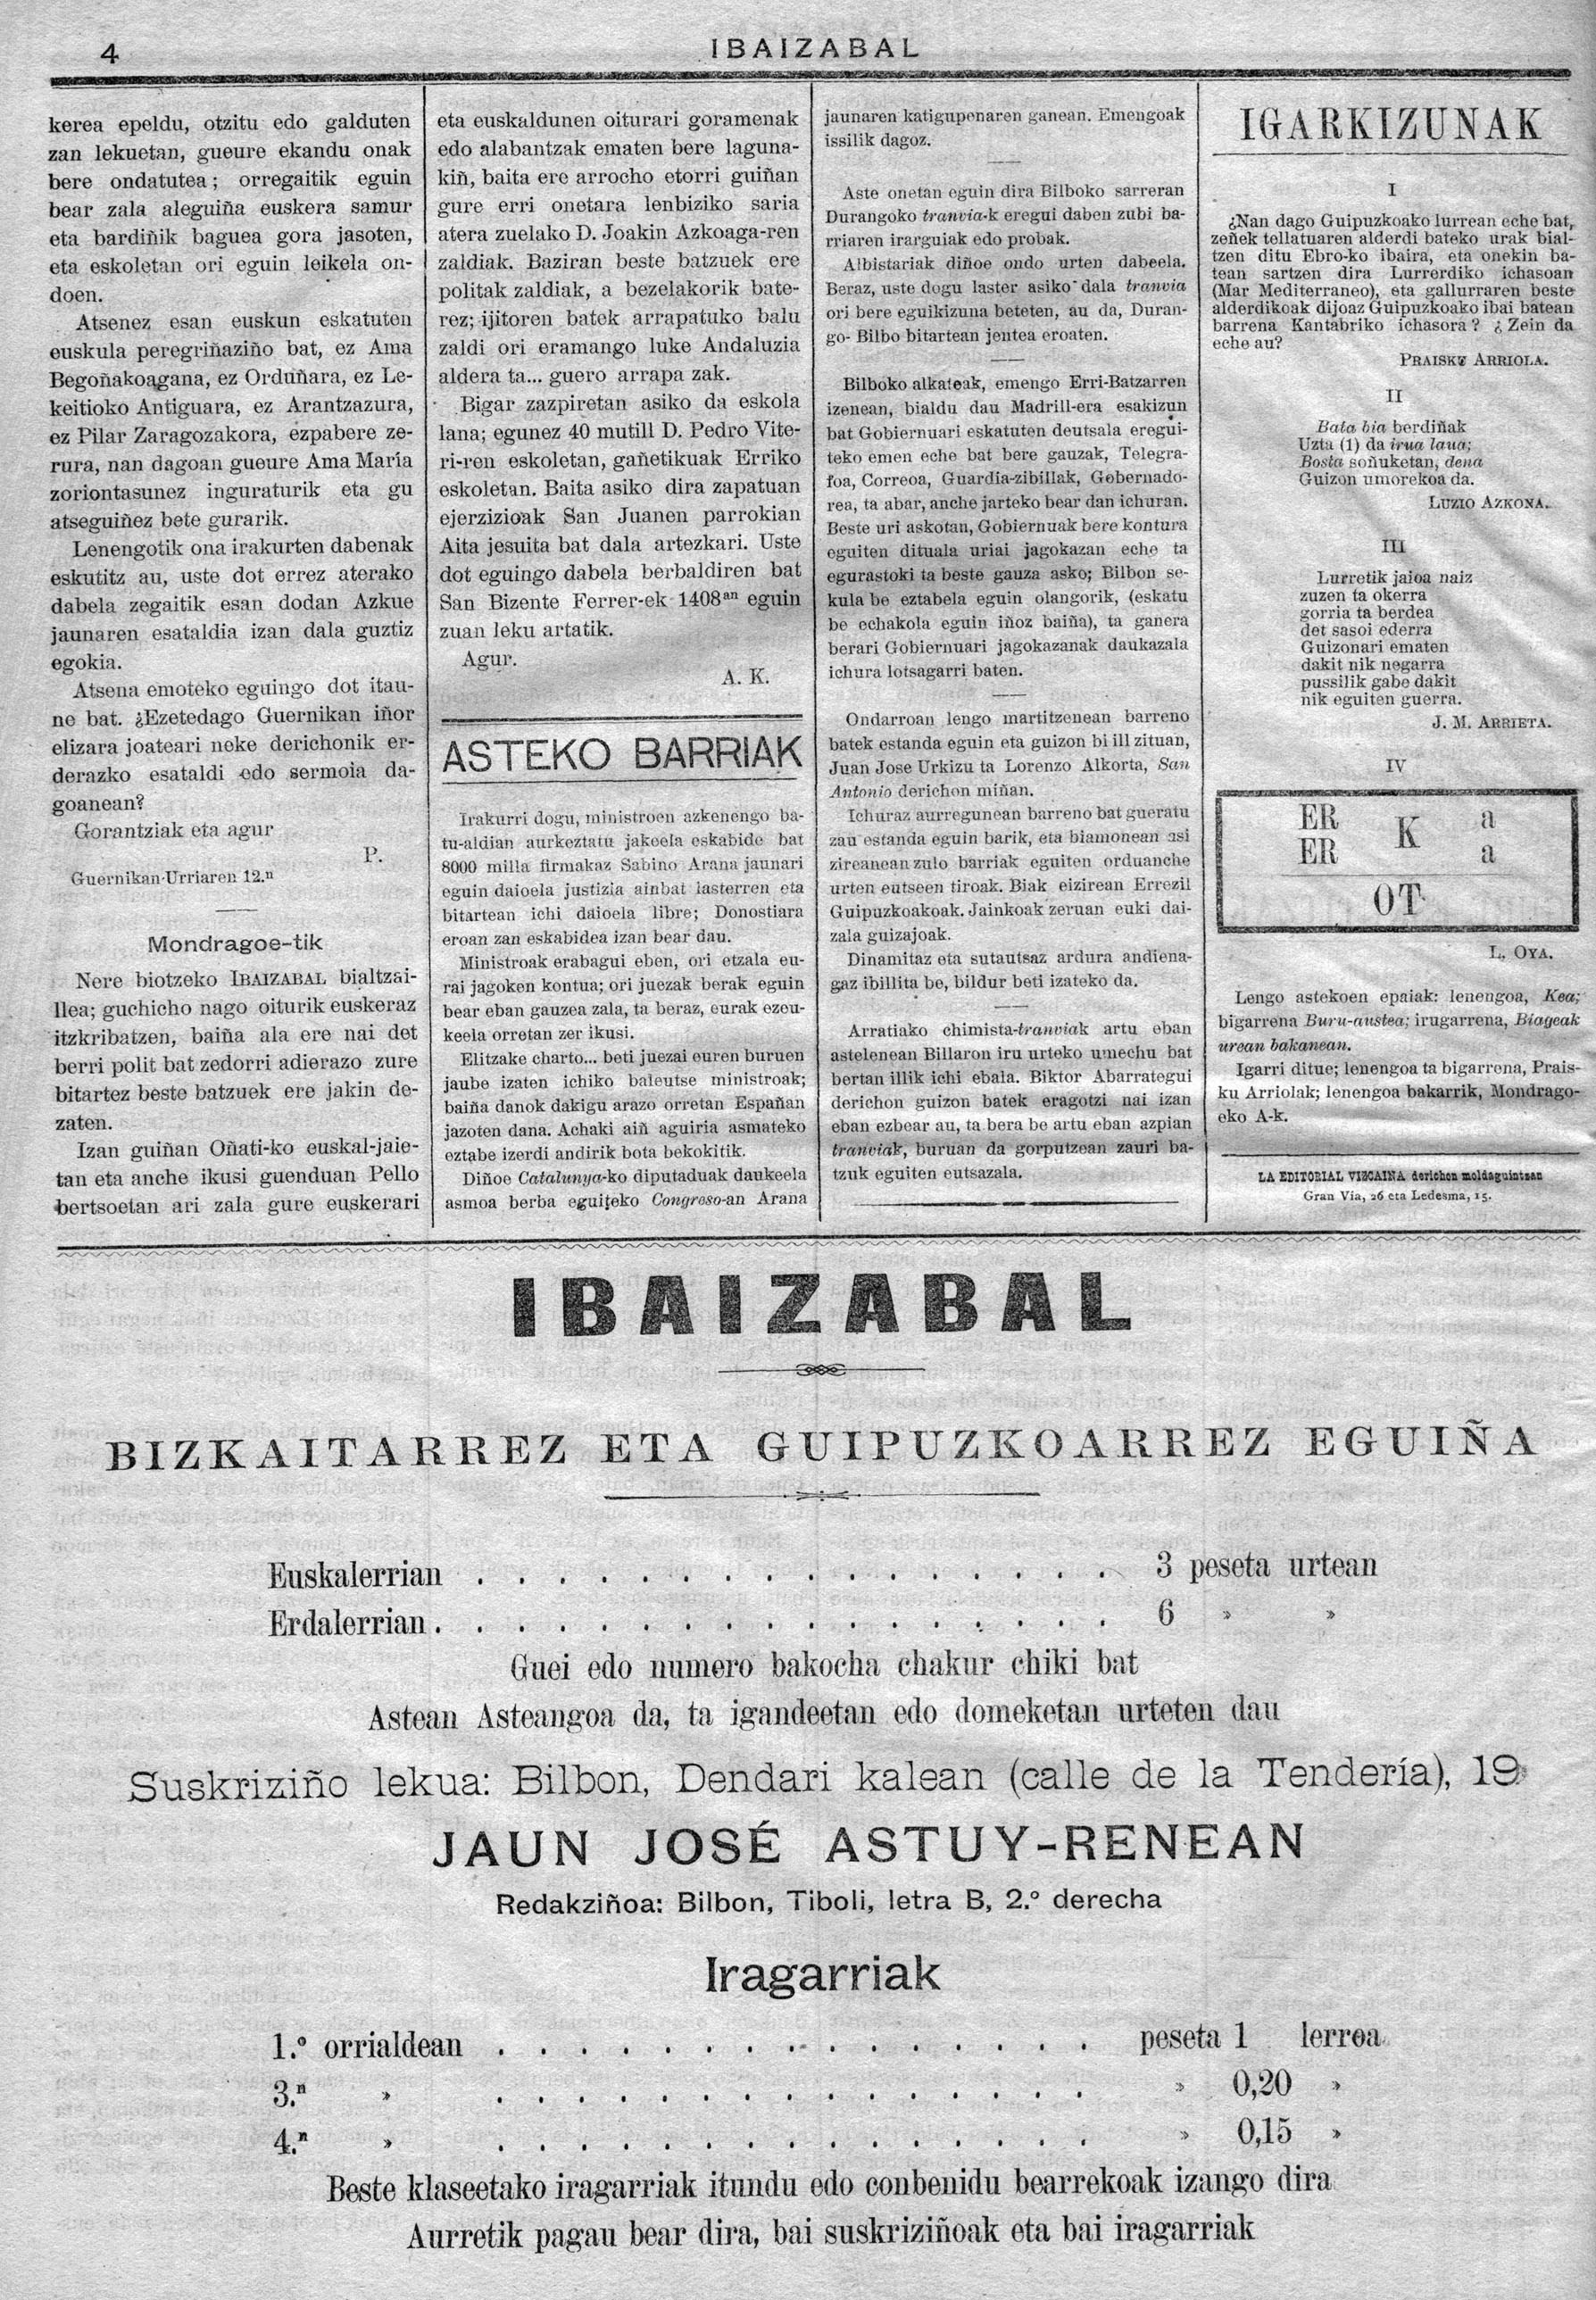 4
IBAIZABAL
kerea epeldu, otzitu edo galduten
zan lekuetan, gueure ekandu onak
bere ondatutea; orregaitik eguin
bear zala aleguiña euskera samur
eta bardiñik baguea gora jasoten,
eta eskoletan ori eguin leikela on-
doen.
Atsenez esan euskun eskatuten
euskula peregriñaziño bat, ez Ama
Begoñakoagana, ez Orduñara, ez Le-
keitioko Antiguara, ez Arantzazura,
ez Pilar Zaragozakora, ezpabere ze-
rura, nan dagoan gueure Ama María
zoriontasunez inguraturik eta gu
atseguiñez bete gurarik.
Lenengotik ona irakurten dabenak
eskutitz au, uste dot errez aterako
dabela zegaitik esan dodan Azkue
jaunaren esataldia izan dala guztiz
egokia.
Atsena emoteko eguingo dot itau-
ne bat. ¿Ezetedago Guernikan iñor
elizara joateari neke derichonik er-
derazko esataldi edo sermoia da-
goanean?
Gorantziak eta agur
P.
Guernikan-Urriaren 12.n
Mondragoe-tik
Nere biotzeko IBAIZABAL bialtzai-
llea; guchicho nago oiturik euskeraz
itzkribatzen, baiña ala ere nai det
berri polit bat zedorri adierazo zure
bitartez beste batzuek ere jakin de-
zaten.
Izan guiñan Oñati-ko euskal-jaie-
tan eta anche ikusi guenduan Pello
bertsoetan ari zala gure euskerari
eta euskaldunen oiturari goramenak
edo alabantzak ematen bere laguna-
kiñ, baita ere arrocho etorri guiñan
gure erri onetara lenbiziko saria
atera zuelako D. Joakin Azkoaga-ren
zaldiak. Baziran beste batzuek ere
politak zaldiak, a bezelakorik bate-
rez; ijitoren batek arrapatuko balu
zaldi ori eramango luke Andaluzia
aldera ta... guero arrapa zak.
Bigar zazpiretan asiko da eskola
lana; egunez 40 mutill D. Pedro Vite-
ri-ren eskoletan, gañetikuak Erriko
eskoletan. Baita asiko dira zapatuan
ejerzizioak San Juanen parrokian
Aita jesuita bat dala artezkari. Uste
dot eguingo dabela berbaldiren bat
San Bizente Ferrer-ek 1408an eguin
zuan leku artatik.
Agur.
A. K.
ASTEKO BARRIAK
Irakurri dogu, ministroen azkenengo ba-
tu-aldian aurkeztatu jakeela eskabide bat
8000 milla firmakaz Sabino Arana jaunari
eguin daioela justizia ainbat lasterren eta
bitartean ichi daioela libre; Donostiara
eroan zan eskabidea izan bear dau.
Ministroak erabagui eben, ori etzala eu-
rai jagoken kontua; ori juezak berak eguin
bear eban gauzea zala, ta beraz, eurak ezeu-
keela orretan zer ikusi.
Elitzake charto... beti juezai euren buruen
jaube izaten ichiko baleutse ministroak;
baiña danok dakigu arazo orretan Españan
jazoten dana. Achaki aiñ aguiria asmateko
eztabe izerdi andirik bota bekokitik.
Diñoe Catalunya-ko diputaduak daukeela
asmoa berba eguiteko Congreso-an Arana
jaunaren katigupenaren ganean. Emengoak
issilik dagoz.
Aste onetan eguin dira Bilboko sarreran
Durangoko tranvia-k eregui daben zubi ba-
rriaren irarguiak edo probak.
Albistariak diñoe ondo urten dabeela.
Beraz, uste dogu laster asiko dala tranvia
ori bere eguikizuna beteten, au da, Duran-
go- Bilbo bitartean jentea eroaten.
Bilboko alkateak, emengo Erri-Batzarren
izenean, bialdu dau Madrill-era esakizun
bat Gobiernuari eskatuten deutsala eregui-
teko emen eche bat bere gauzak, Telegra-
foa, Correoa, Guardia-zibillak, Gobernado-
rea, ta abar, anche jarteko bear dan ichuran.
Beste uri askotan, Gobiernuak bere kontura
eguiten dituala uriai jagokazan eche ta
egurastoki ta beste gauza asko; Bilbon se-
kula be eztabela eguin olangorik, (eskatu
be echakola eguin iñoz baiña), ta ganera
berari Gobiernuari jagokazanak daukazala
ichura lotsagarri baten.
Ondarroan lengo martitzenean barreno
batek estanda eguin eta guizon bi ill zituan,
Juan Jose Urkizu ta Lorenzo Alkorta, San
Antonio derichon miñan.
Ichuraz aurregunean barreno bat gueratu
zan estanda eguin barik, eta biamonean asi
zireanean zulo barriak eguiten orduanche
urten eutseen tiroak. Biak eizirean Errezil
Guipuzkoakoak. Jainkoak zeruan euki dai-
zala guizajoak.
Dinamitaz eta sutautsaz ardura andiena-
gaz ibillita be, bildur beti izateko da.
Arratiako chimista-tranviak artu eban
astelenean Billaron iru urteko umechu bat
bertan illik ichi ebala. Biktor Abarrategui
derichon guizon batek eragotzi nai izan
eban ezbear au, ta bera be artu eban azpian
tranviak, buruan da gorputzean zauri ba-
tzuk eguiten eutsazala.
IGARKIZUNAK
I
¿Nan dago Guipuzkoako lurrean eche bat,
zeñek tellatuaren alderdi bateko urak bial-
tzen ditu Ebro-ko ibaira, eta onekin ba-
tean sartzen dira Lurrerdiko ichasoan
(Mar Mediterraneo), eta gallurraren beste
alderdikoak dijoaz Guipuzkoako ibai batean
barrena Kantabriko ichasora? ¿Zein da
eche au?
PRAISKU ARRIOLA.
II
Bata bia berdiñak
Uzta (1) da irua laua;
Bosta soñuketan, dena
Guizon umorekoa da.
LUZIO AZKONA.
III
Lurretik jaioa naiz
zuzen ta okerra
gorria ta berdea
det sasoi ederra
Guizonari ematen
dakit nik negarra
pussilik gabe dakit
nik eguiten guerra.
J. M. ARRIETA.
IV
ER K a
ER a
OT
L. OYA.
Lengo astekoen epaiak: lenengoa, Kea;
bigarrena Buru-austea; irugarrena, Biageak
urean bakanean.
Igarri ditue; lenengoa ta bigarrena, Prais-
ku Arriolak; lenengoa bakarrik, Mondrago-
eko A-k.
LA EDITORIAL VIZCAINA derichon moldaguintzan
Gran Via, 26 eta Ledesma, 15.
IBAIZABAL
BIZKAITARREZ ETA GUIPUZKOARREZ EGUIÑA
Euskalerrian . . . . . . . . . . . . . . . . 3 peseta urtean
Erdalerrian . . . . . . . . . . . . . . . . . 6 » »
Guei edo numero bakocha chakur chiki bat
Astean Asteangoa da, ta igandeetan edo domeketan urteten dau
Suskriziño lekua: Bilbon, Dendari kalean (calle de la Tendería), 19
JAUN JOSÉ ASTUY-RENEAN
Redakziñoa: Bilbon, Tiboli, letra B, 2.º derecha
Iragarriak
1.º orrialdean . . . . . . . . . . . . . . . peseta 1 lerroa
3.n » . . . . . . . . . . . . . . . » 0,20 »
4.n » . . . . . . . . . . . . . . . » 0,15 »
Beste klaseetako iragarriak itundu edo conbenidu bearrekoak izango dira
Aurretik pagau bear dira, bai suskriziñoak eta bai iragarriak